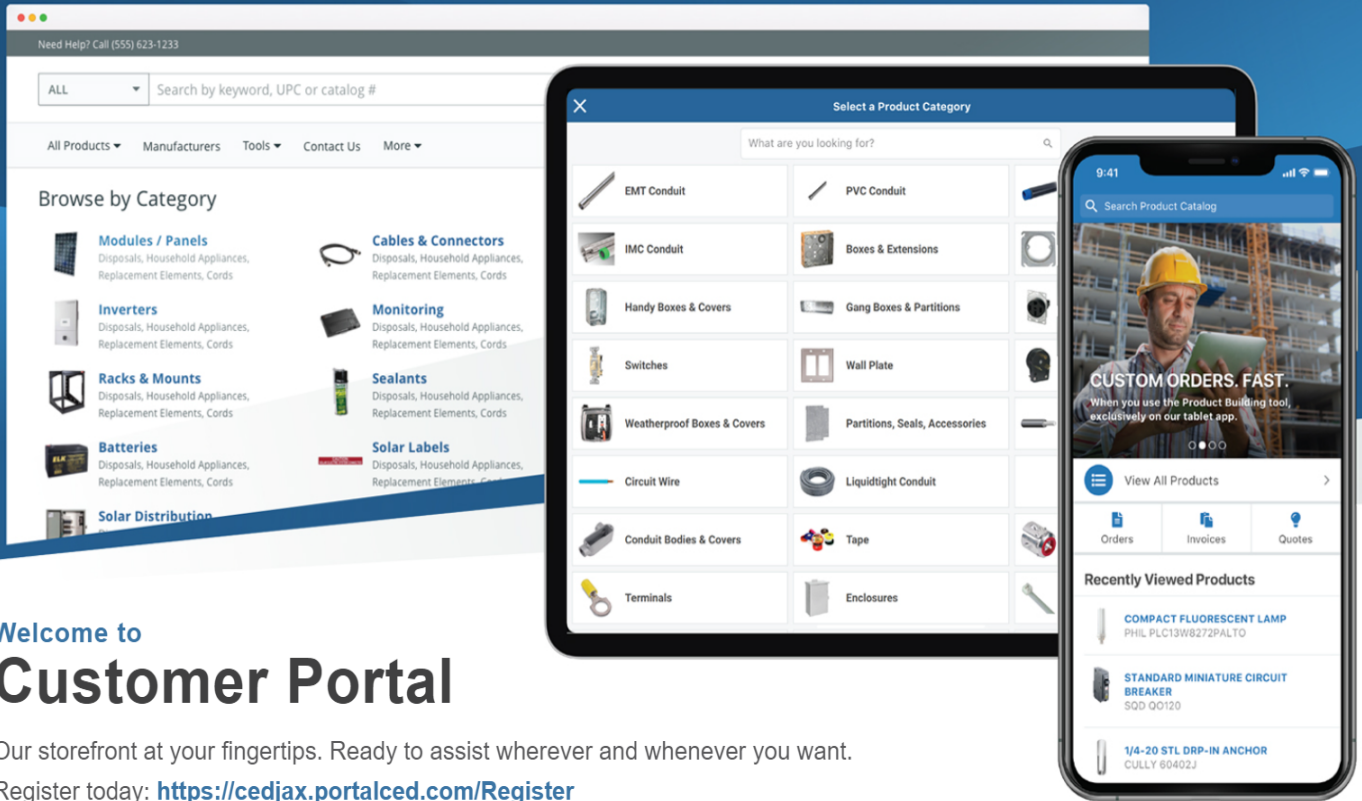 Need Help? Call (555) 623-1233
ALL
Search by keyword, UPC or catalog #
All Products
Manufacturers
Tools
Contact Us
More
Browse by Category
Modules / Panels
Disposals, Household Appliances,
Replacement Elements, Cords
Cables & Connectors
Disposals, Household Appliances,
Replacement Elements, Cords
Inverters
Disposals, Household Appliances,
Replacement Elements, Cords
Monitoring
Disposals, Household Appliances,
Replacement Elements, Cords
Racks & Mounts
Disposals, Household Appliances,
Replacement Elements, Cords
Sealants
Disposals, Household Appliances,
Replacement Elements, Cords
Batteries
Disposals, Household Appliances,
Replacement Elements, Cords
Solar Labels
Disposals, Household Appliances,
Replacement Elements, Cords
Solar Distribution
Select a Product Category
What are you looking for?
EMT Conduit
PVC Conduit
IMC Conduit
Boxes & Extensions
Handy Boxes & Covers
Gang Boxes & Partitions
Switches
Wall Plate
Weatherproof Boxes & Covers
Partitions, Seals, Accessories
Circuit Wire
Liquidtight Conduit
Conduit Bodies & Covers
Tape
Terminals
Enclosures
9:41
Search Product Catalog
CUSTOM ORDERS. FAST.
When you use the Product Building tool,
exclusively on our tablet app.
View All Products
Orders
Invoices
Quotes
Recently Viewed Products
COMPACT FLUORESCENT LAMP
PHIL PLC13W8272PALTO
STANDARD MINIATURE CIRCUIT
BREAKER
SQD QO120
1/4-20 STL DRP-IN ANCHOR
CULLY 60402J
Welcome to
Customer Portal
Our storefront at your fingertips. Ready to assist wherever and whenever you want.
Register today: https://cedjax.portalced.com/Register